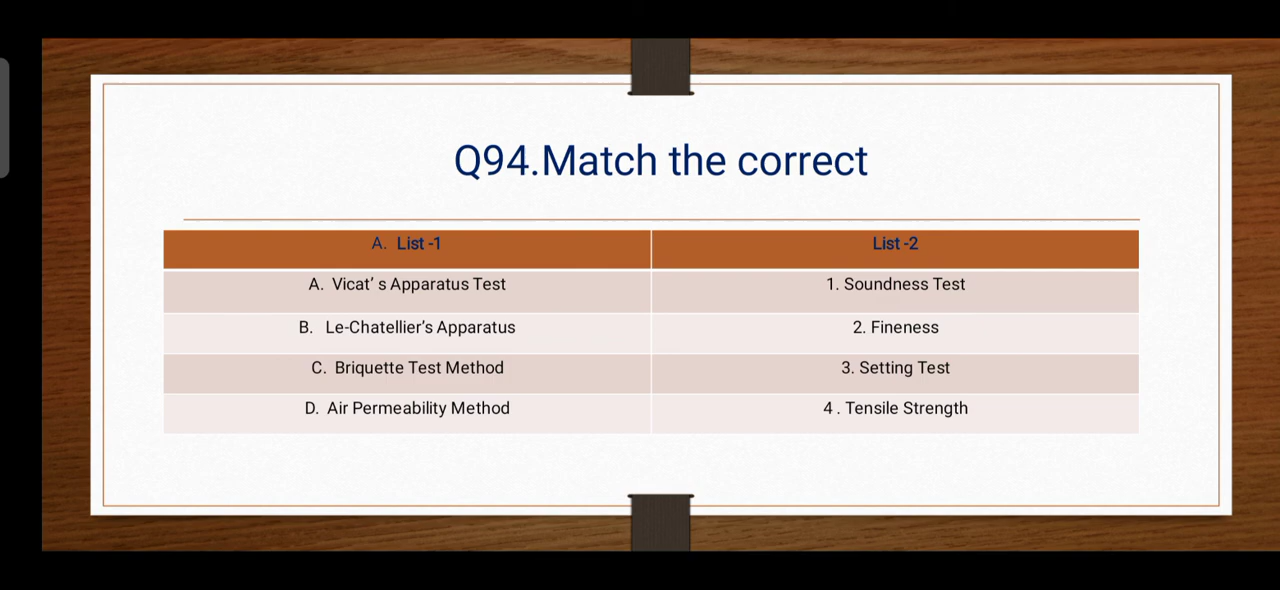 Q94.Match the correct
A. List -1 List -2
A. Vicat’ s Apparatus Test 1. Soundness Test
B. Le-Chatellier’s Apparatus 2. Fineness
C. Briquette Test Method 3. Setting Test
D. Air Permeability Method 4 . Tensile Strength